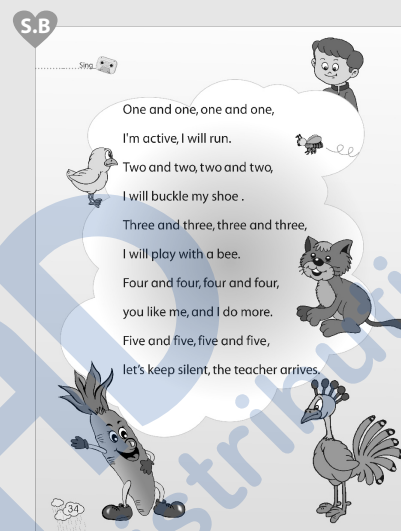 S.B
Sing
One and one, one and one,
I'm active, I will run.
Two and two, two and two,
I will buckle my shoe .
Three and three, three and three,
I will play with a bee.
Four and four, four and four,
you like me, and I do more.
Five and five, five and five,
let's keep silent, the teacher arrives.
34